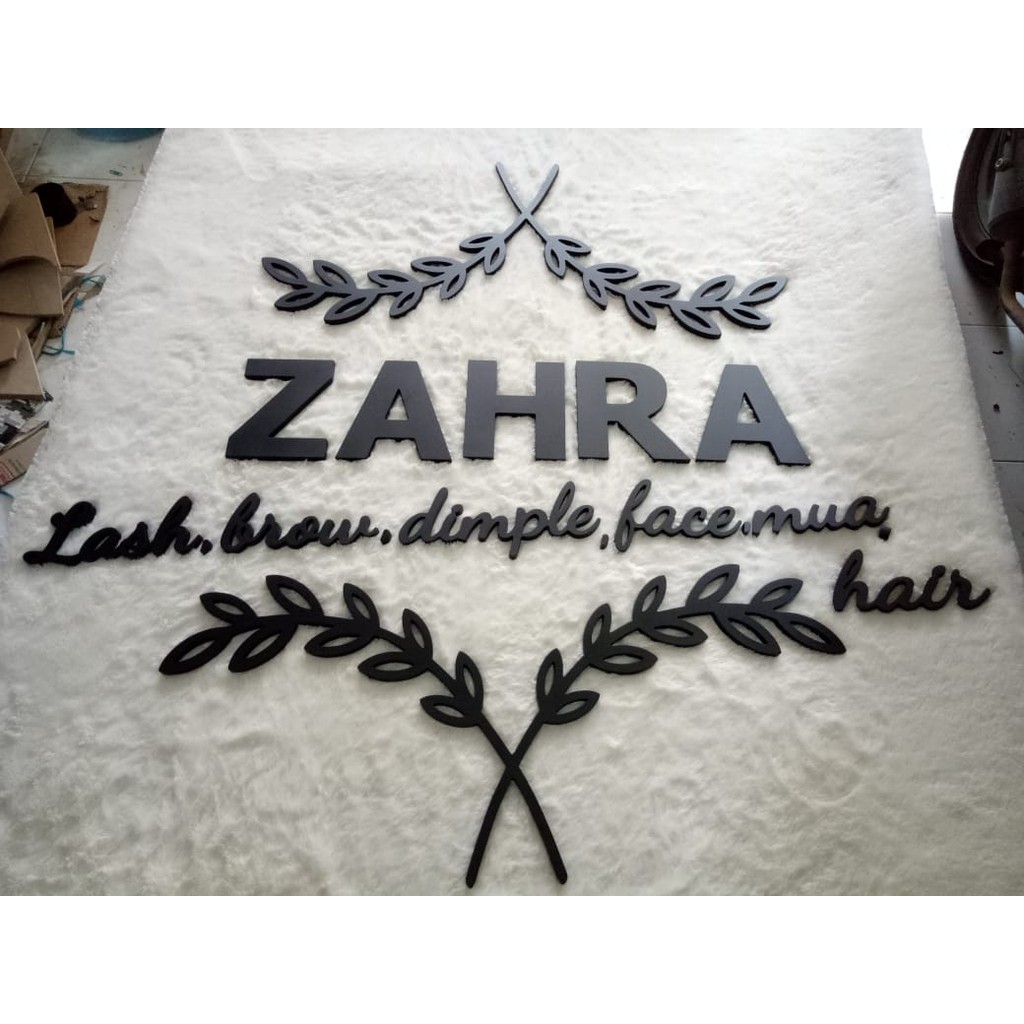 ZAHRA
Lash, brow, dimple, face, mua,
hair